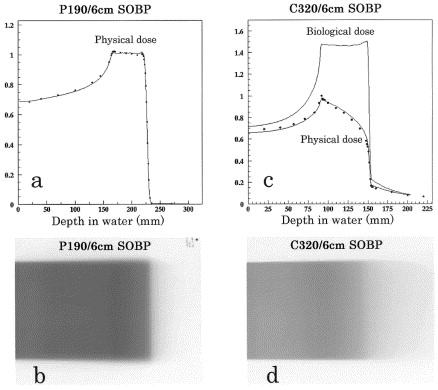 P190/6cm SOBP
1.2
1
0.8
0.6
0.4
0.2
0
Physical dose
a
0 50 100 150 200 250 300
Depth in water (mm)
C320/6cm SOBP
1.6
1.4
1.2
1
0.8
0.6
0.4
0.2
0
Biological dose
Physical dose
c
0 25 50 75 100 125 150 175 200 225
Depth in water (mm)
P190/6cm SOBP
b
C320/6cm SOBP
d